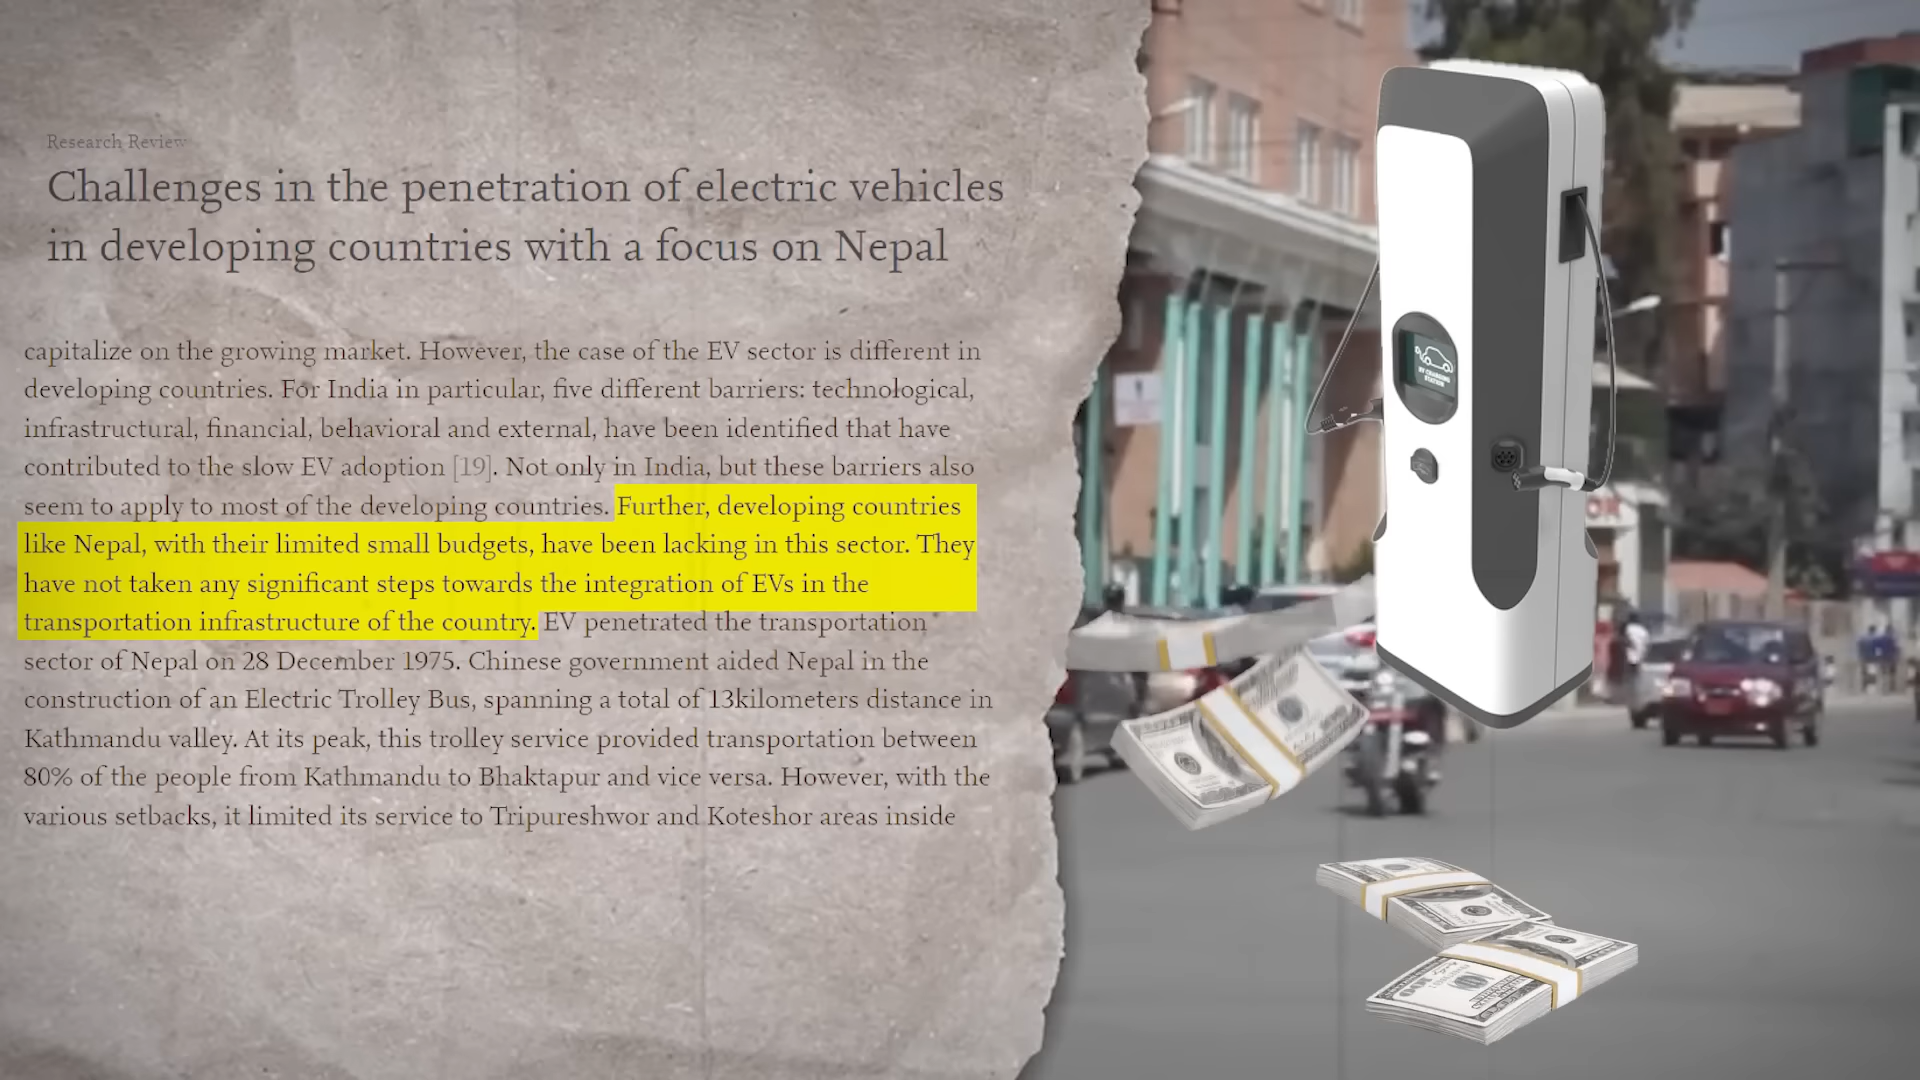 Research Review
Challenges in the penetration of electric vehicles
in developing countries with a focus on Nepal
capitalize on the growing market. However, the case of the EV sector is different in
developing countries. For India in particular, five different barriers: technological,
infrastructural, financial, behavioral and external, have been identified that have
contributed to the slow EV adoption [19]. Not only in India, but these barriers also
seem to apply to most of the developing countries. Further, developing countries
like Nepal, with their limited small budgets, have been lacking in this sector. They
have not taken any significant steps towards the integration of EVs in the
transportation infrastructure of the country. EV penetrated the transportation
sector of Nepal on 28 December 1975. Chinese government aided Nepal in the
construction of an Electric Trolley Bus, spanning a total of 13kilometers distance in
Kathmandu valley. At its peak, this trolley service provided transportation between
80% of the people from Kathmandu to Bhaktapur and vice versa. However, with the
various setbacks, it limited its service to Tripureshwor and Koteshor areas inside
EV CHARGING
STATION